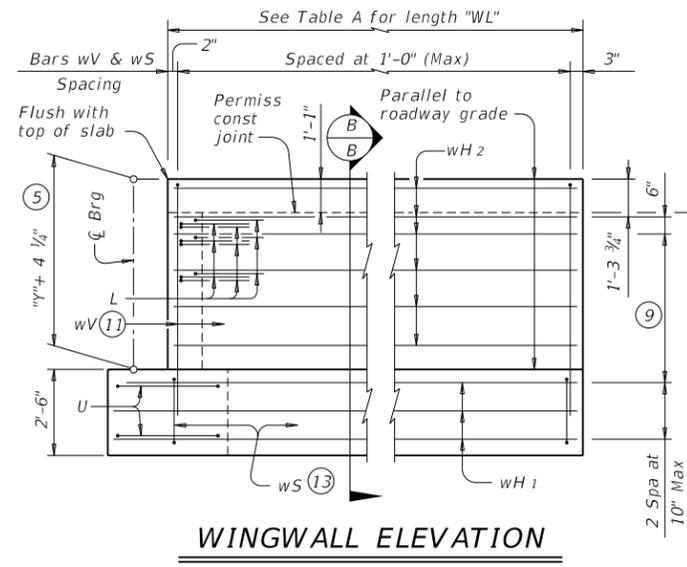 See Table A for length "WL"
2"
Bars wV & wS
Spacing
Spaced at 1'-0" (Max)
3"
Flush with
top of slab
Permiss
const
joint
1'-1"
B
B
Parallel to
roadway grade
wH 2
6"
1'-3 ¾"
5
"Y"+ 4 ¼"
℄ Brg
L
wV 11
9
U
2'-6"
wS 13
wH 1
2 Spa at
10" Max
WINGWALL ELEVATION